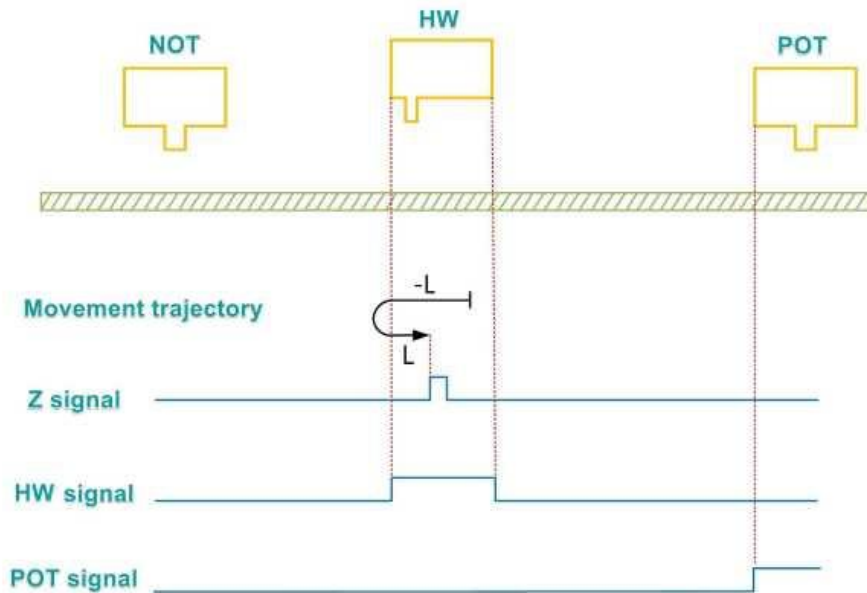 HW
NOT
POT
-L
Movement trajectory
L
Z signal
HW signal
POT signal